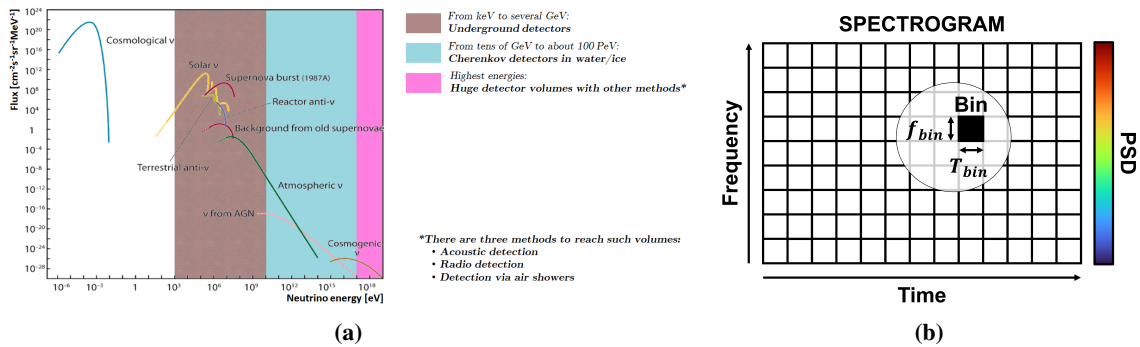 Flux [cm⁻²s⁻¹sr⁻¹MeV⁻¹]
10²⁴
10²⁰
10¹⁶
10¹²
10⁸
10⁴
1
10⁻⁴
10⁻⁸
10⁻¹²
10⁻¹⁶
10⁻²⁰
10⁻²⁴
10⁻²⁸
Cosmological ν
Solar ν
Supernova burst (1987A)
Reactor anti-ν
Background from old supernovae
Terrestrial anti-ν
Atmospheric ν
ν from AGN
Cosmogenic
ν
10⁻⁶ 10⁻³ 1 10³ 10⁶ 10⁹ 10¹² 10¹⁵ 10¹⁸
Neutrino energy [eV]
From keV to several GeV:
Underground detectors
From tens of GeV to about 100 PeV:
Cherenkov detectors in water/ice
Highest energies:
Huge detector volumes with other methods*
*There are three methods to reach such volumes:
• Acoustic detection
• Radio detection
• Detection via air showers
(a)
SPECTROGRAM
Frequency
Bin
f_bin
T_bin
Time
PSD
(b)